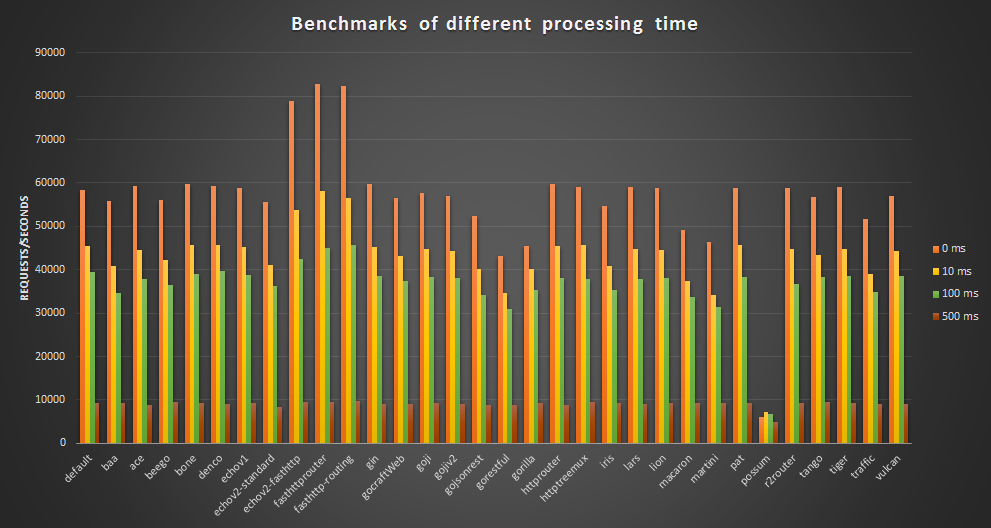 Benchmarks of different processing time
90000
80000
70000
60000
50000
40000
30000
20000
10000
0
REQUESTS/SECONDS
default
baa
ace
beego
bone
denco
echov1
echov2-standard
echov2-fasthttp
fasthttprouter
fasthttp-routing
gin
gocraftWeb
goji
gojiv2
gojsonrest
gorestful
gorilla
httprouter
httptreemux
iris
lars
lion
macaron
martini
pat
possum
r2router
tango
tiger
traffic
vulcan
0 ms
10 ms
100 ms
500 ms